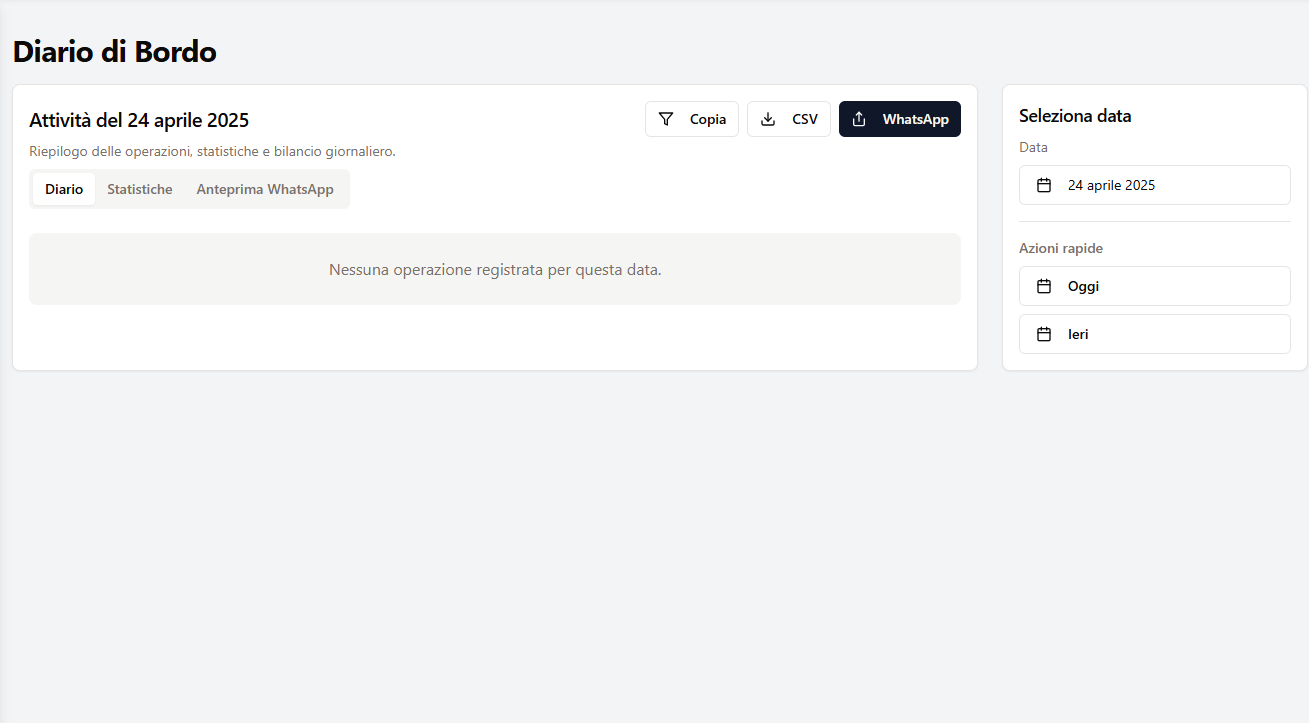 Diario di Bordo
Attività del 24 aprile 2025
Copia
CSV
WhatsApp
Riepilogo delle operazioni, statistiche e bilancio giornaliero.
Diario
Statistiche
Anteprima WhatsApp
Nessuna operazione registrata per questa data.
Seleziona data
Data
24 aprile 2025
Azioni rapide
Oggi
Ieri